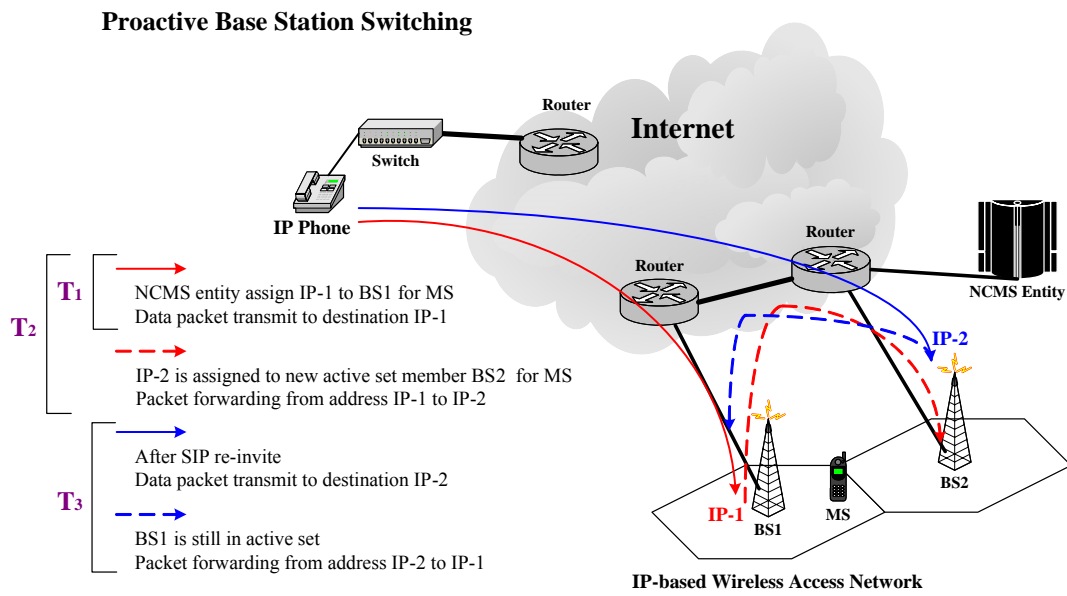 Proactive Base Station Switching
Router
Internet
Switch
IP Phone
Router
Router
NCMS Entity
T1
NCMS entity assign IP-1 to BS1 for MS
Data packet transmit to destination IP-1
T2
IP-2 is assigned to new active set member BS2 for MS
Packet forwarding from address IP-1 to IP-2
T3
After SIP re-invite
Data packet transmit to destination IP-2
BS1 is still in active set
Packet forwarding from address IP-2 to IP-1
IP-2
IP-1
BS1
MS
BS2
IP-based Wireless Access Network